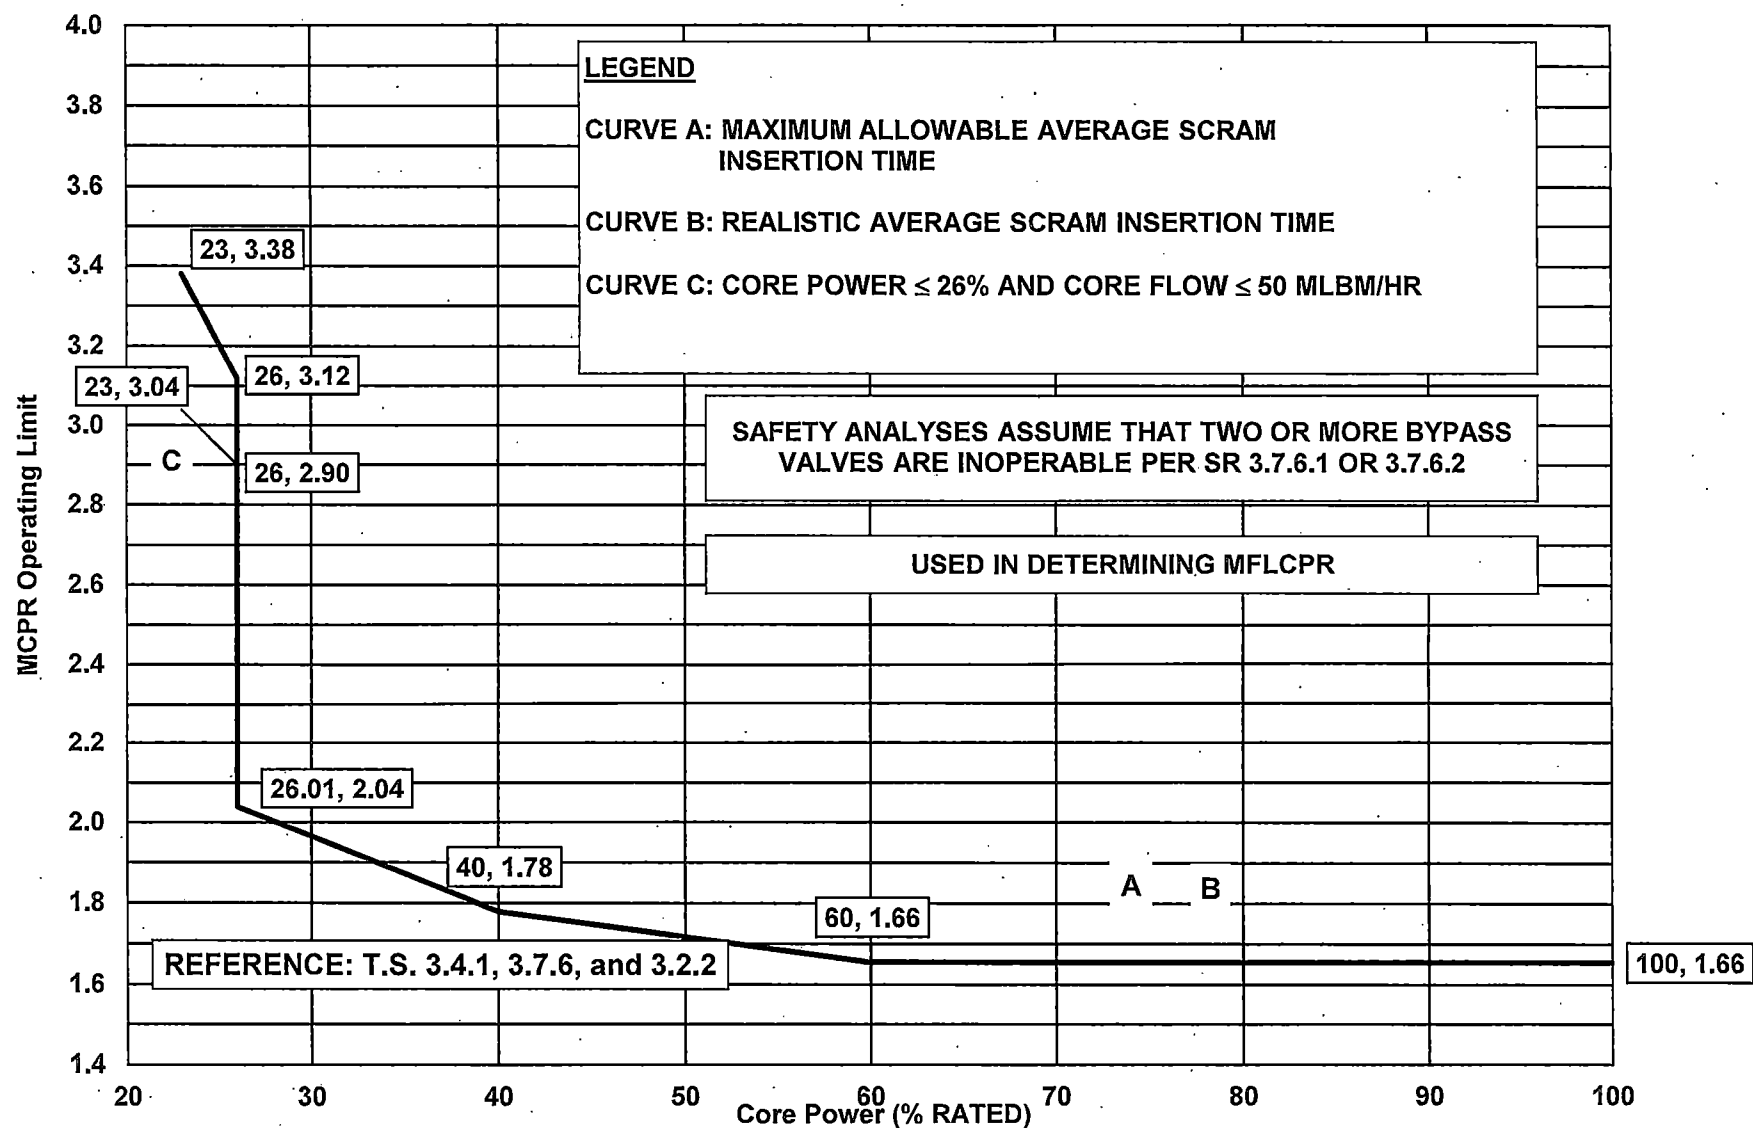 4.0
3.8
3.6
3.4
3.2
3.0
2.8
2.6
2.4
2.2
2.0
1.8
1.6
1.4
MCPR Operating Limit
LEGEND
CURVE A: MAXIMUM ALLOWABLE AVERAGE SCRAM
INSERTION TIME
CURVE B: REALISTIC AVERAGE SCRAM INSERTION TIME
CURVE C: CORE POWER ≤ 26% AND CORE FLOW ≤ 50 MLBM/HR
SAFETY ANALYSES ASSUME THAT TWO OR MORE BYPASS
VALVES ARE INOPERABLE PER SR 3.7.6.1 OR 3.7.6.2
USED IN DETERMINING MFLCPR
23, 3.38
26, 3.12
23, 3.04
C
26, 2.90
26.01, 2.04
40, 1.78
60, 1.66
A
B
100, 1.66
REFERENCE: T.S. 3.4.1, 3.7.6, and 3.2.2
20
30
40
50
60
70
80
90
100
Core Power (% RATED)